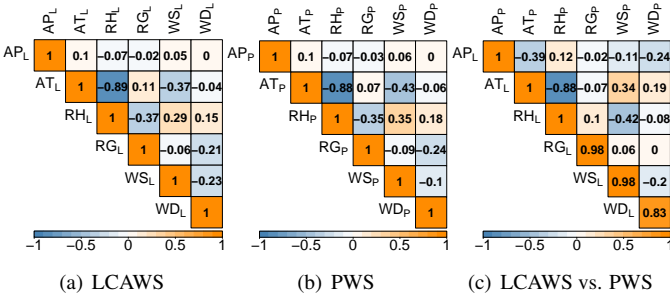 (a) AP_L AT_L RH_L RG_L WS_L WD_L
AP_L 1 0.1 −0.07 −0.02 0.05 0
AT_L 1 −0.89 0.11 −0.37 −0.04
RH_L 1 −0.37 0.29 0.15
RG_L 1 −0.06 −0.21
WS_L 1 −0.23
WD_L 1
−1 −0.5 0 0.5 1
(a) LCAWS
(b) AP_P AT_P RH_P RG_P WS_P WD_P
AP_P 1 0.1 −0.07 −0.03 0.06 0
AT_P 1 −0.88 0.07 −0.43 −0.06
RH_P 1 −0.35 0.35 0.18
RG_P 1 −0.09 −0.24
WS_P 1 −0.1
WD_P 1
−1 −0.5 0 0.5 1
(b) PWS
(c) AP_P AT_P RH_P RG_P WS_P WD_P
AP_L 1 −0.39 0.12 −0.02 −0.11 −0.24
AT_L 1 −0.88 −0.07 0.34 0.19
RH_L 1 0.1 −0.42 −0.08
RG_L 0.98 0.06 0
WS_L 0.98 −0.2
WD_L 0.83
−1 −0.5 0 0.5 1
(c) LCAWS vs. PWS